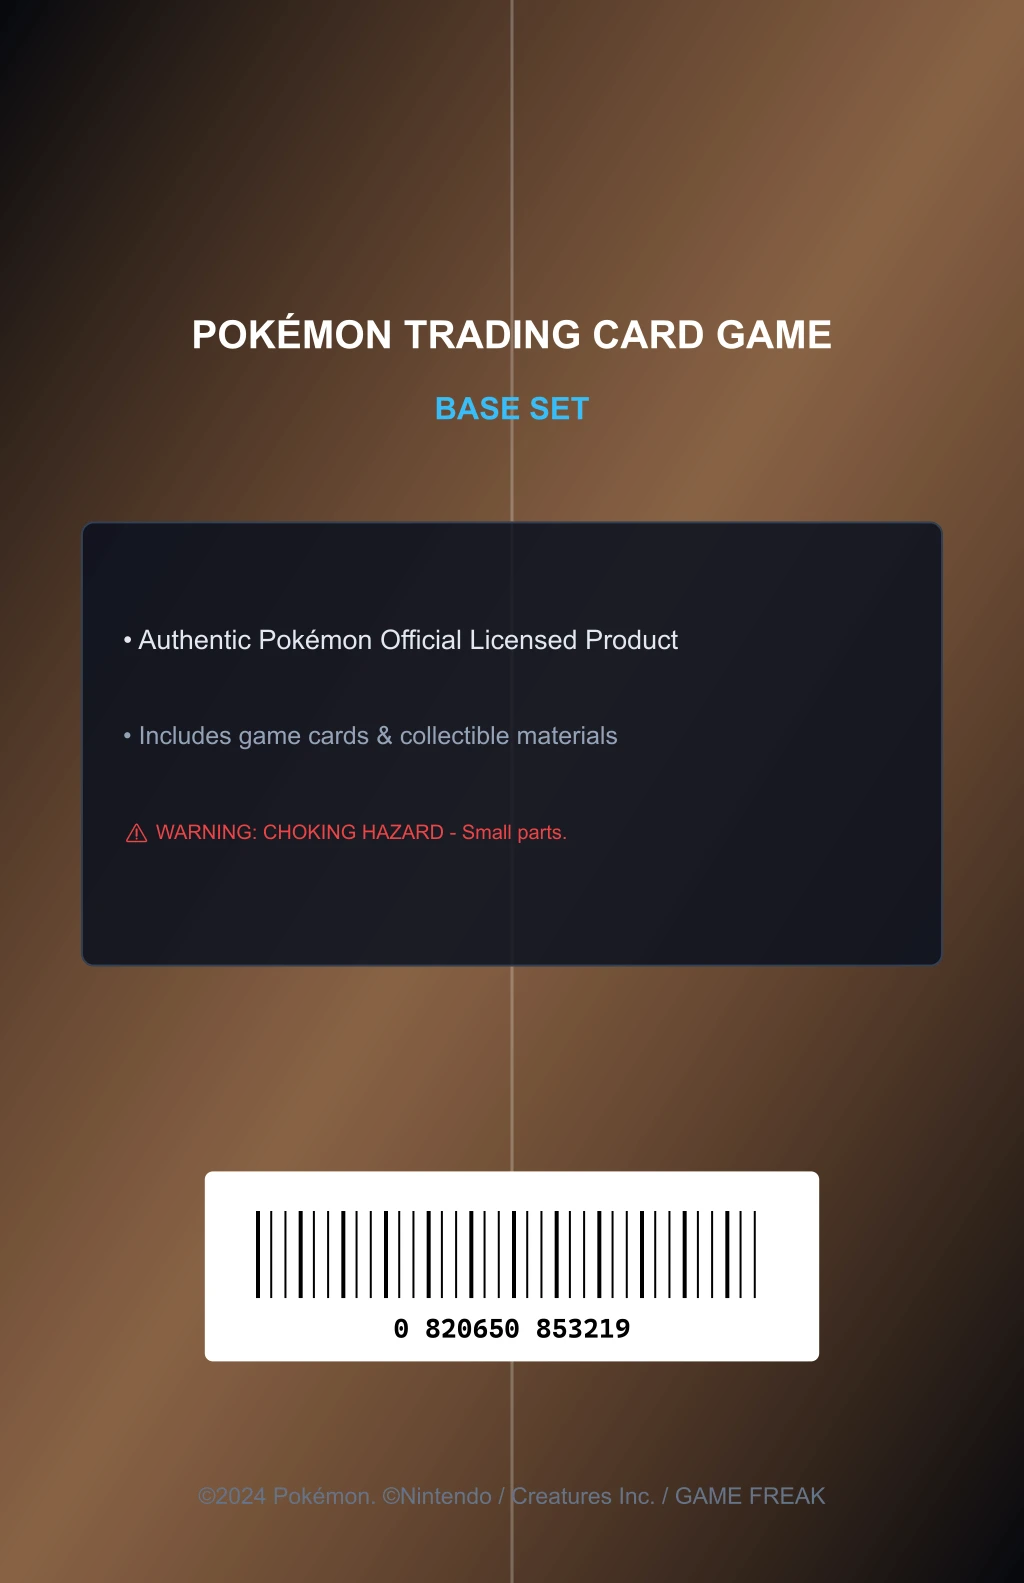 POKÉMON TRADING CARD GAME
BASE SET
• Authentic Pokémon Official Licensed Product
• Includes game cards & collectible materials
⚠ WARNING: CHOKING HAZARD - Small parts.
0 820650 853219
©2024 Pokémon. ©Nintendo / Creatures Inc. / GAME FREAK